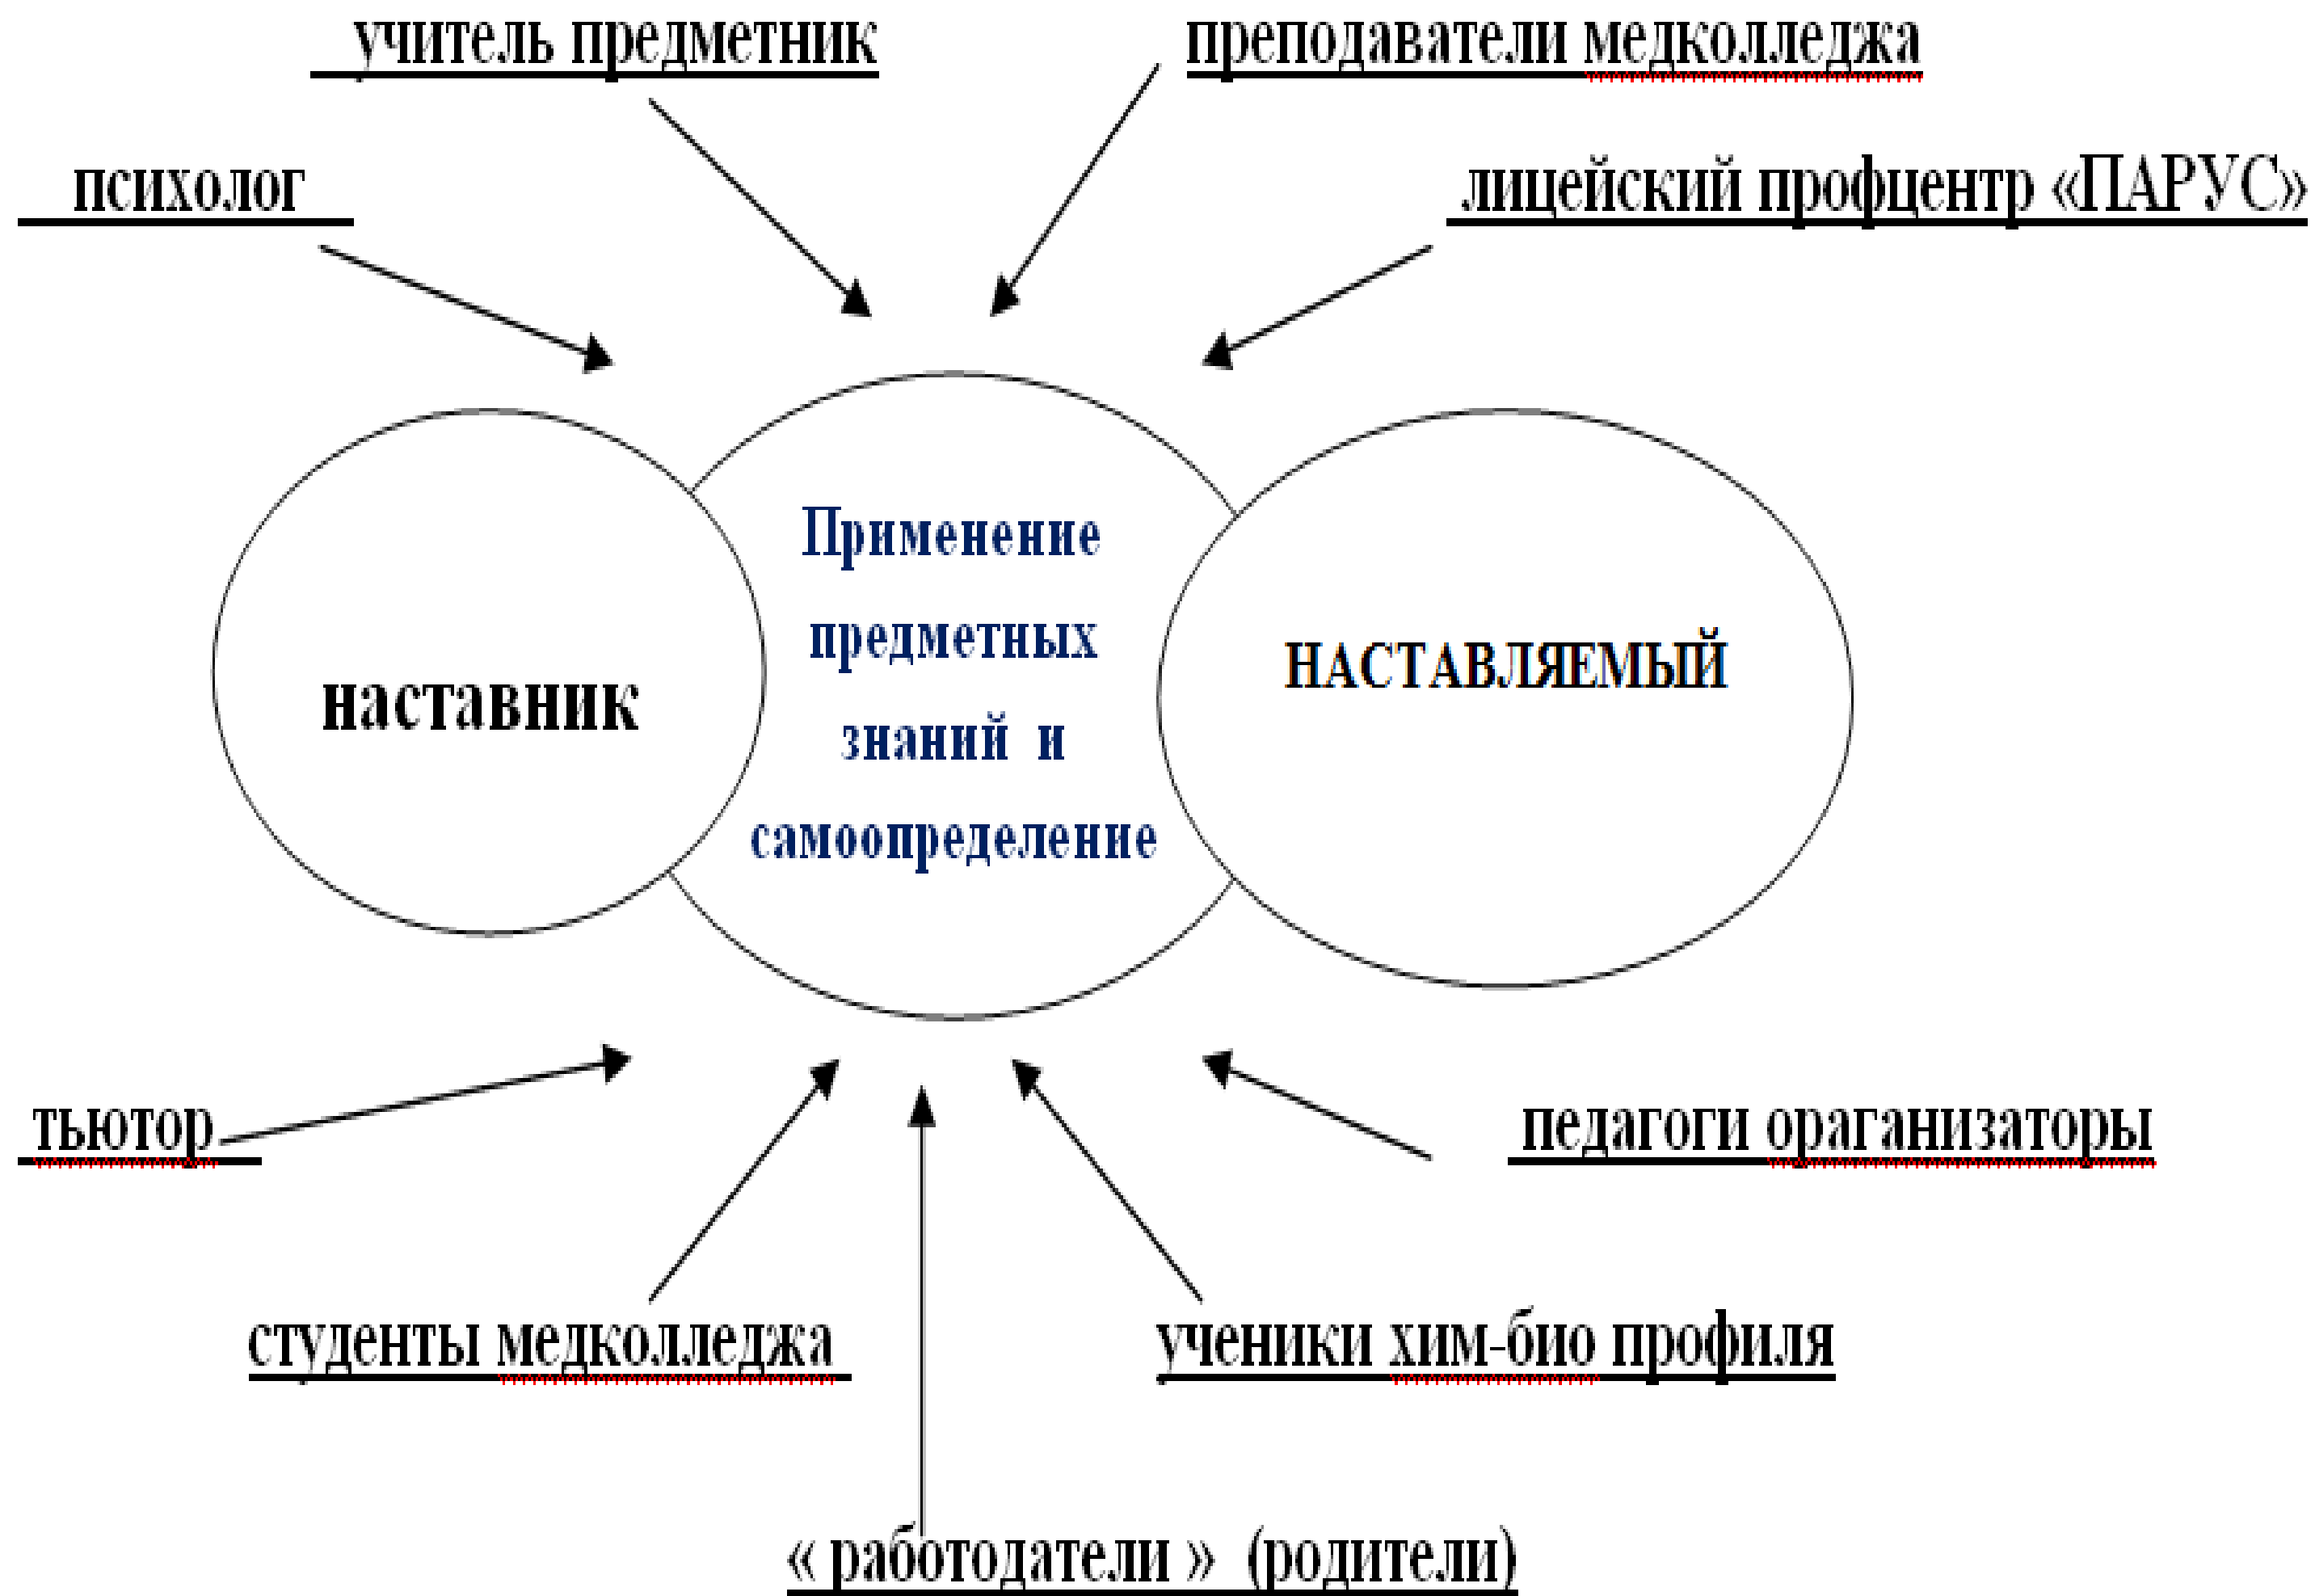 учитель предметник
преподаватели медколледжа
психолог
лицейский профцентр «ПАРУС»
Применение
предметных
знаний и
самоопределение
наставник
НАСТАВЛЯЕМЫЙ
тьютор
педагоги ораганизаторы
студенты медколледжа
ученики хим-био профиля
« работодатели » (родители)